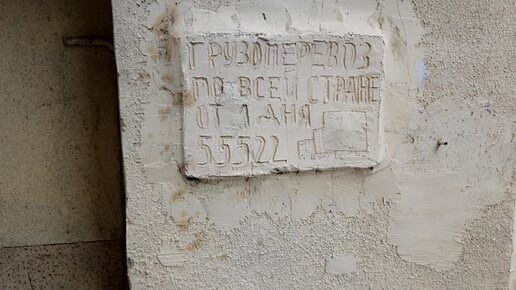 ГРУЗОПЕРЕВОЗ
ПО ВСЕЙ СТРАНЕ
ОТ 1 ДНЯ
55522